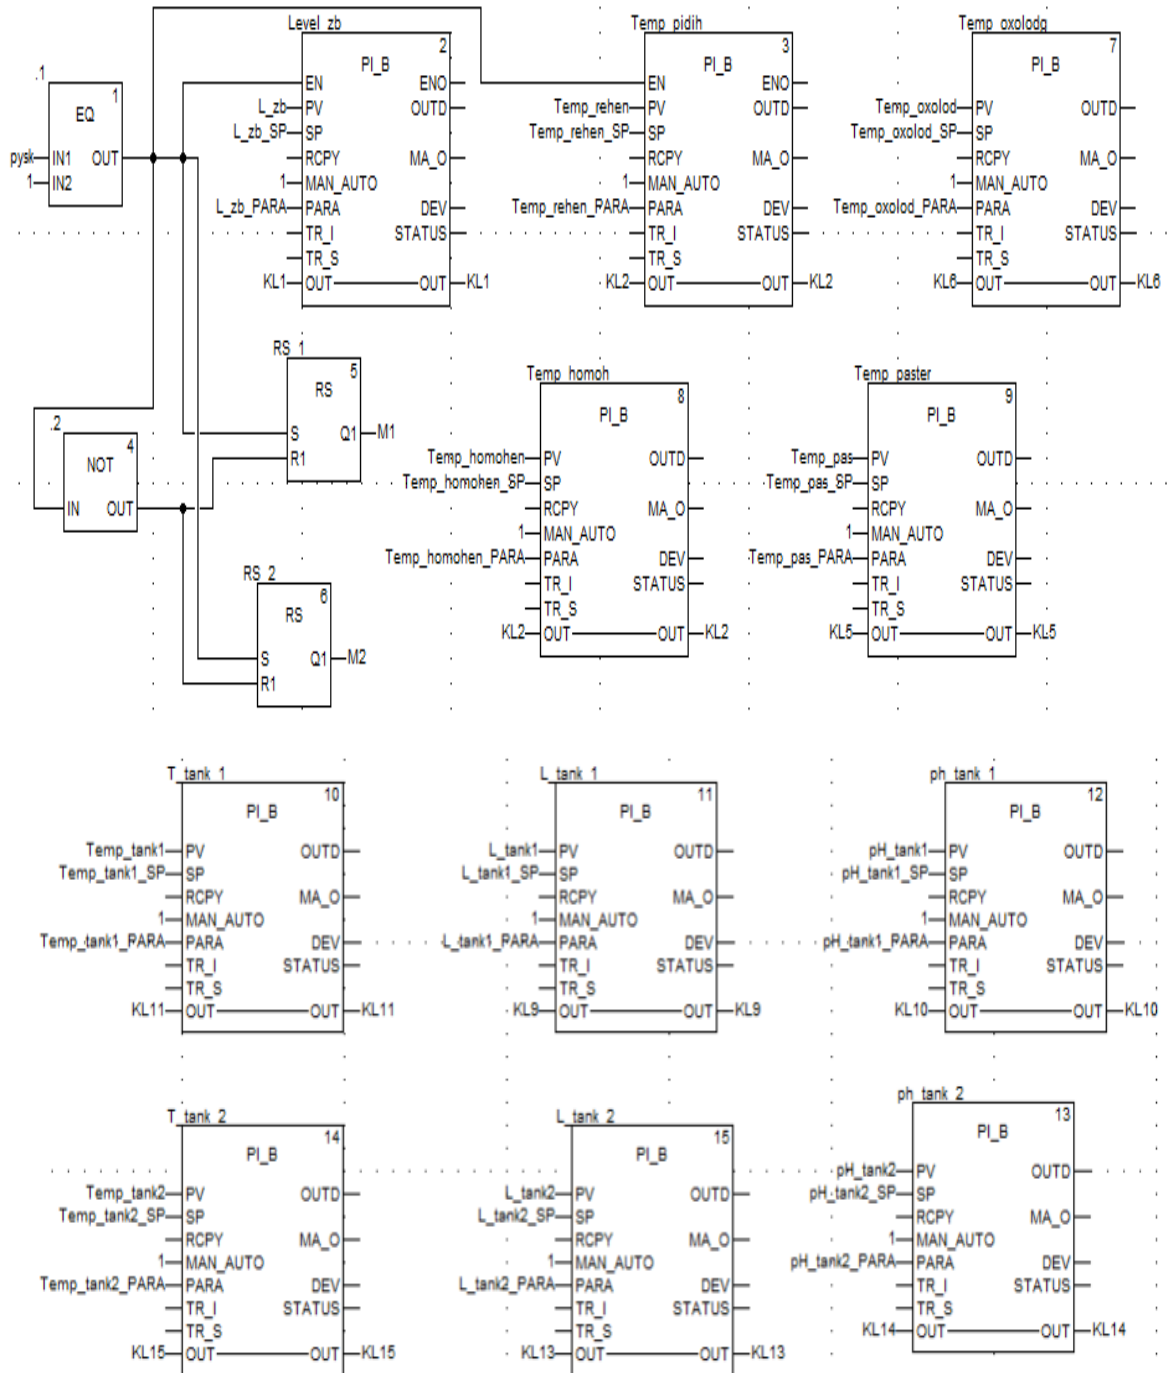 Level_zb
2
PI_B
EN ENO
L_zb PV OUTD
L_zb_SP SP
RCPY MA_O
1 MAN_AUTO
L_zb_PARA PARA DEV
TR_I STATUS
TR_S
KL1 OUT OUT KL1
Temp_pidih
3
PI_B
EN ENO
Temp_rehen PV OUTD
Temp_rehen_SP SP
RCPY MA_O
1 MAN_AUTO
Temp_rehen_PARA PARA DEV
TR_I STATUS
TR_S
KL2 OUT OUT KL2
Temp_oxolodg
7
PI_B
Temp_oxolod PV OUTD
Temp_oxolod_SP SP
RCPY MA_O
1 MAN_AUTO
Temp_oxolod_PARA PARA DEV
TR_I STATUS
TR_S
KL6 OUT OUT KL6
.1
1
EQ
pysk IN1 OUT
1 IN2
RS_1
5
RS
S Q1 M1
R1
.2
4
NOT
IN OUT
RS_2
6
RS
S Q1 M2
R1
Temp_homoh
8
PI_B
Temp_homohen PV OUTD
Temp_homohen_SP SP
RCPY MA_O
1 MAN_AUTO
Temp_homohen_PARA PARA DEV
TR_I STATUS
TR_S
KL2 OUT OUT KL2
Temp_paster
9
PI_B
Temp_pas PV OUTD
Temp_pas_SP SP
RCPY MA_O
1 MAN_AUTO
Temp_pas_PARA PARA DEV
TR_I STATUS
TR_S
KL5 OUT OUT KL5
T_tank_1
10
PI_B
Temp_tank1 PV OUTD
Temp_tank1_SP SP
RCPY MA_O
1 MAN_AUTO
Temp_tank1_PARA PARA DEV
TR_I STATUS
TR_S
KL11 OUT OUT KL11
L_tank_1
11
PI_B
L_tank1 PV OUTD
L_tank1_SP SP
RCPY MA_O
1 MAN_AUTO
L_tank1_PARA PARA DEV
TR_I STATUS
TR_S
KL9 OUT OUT KL9
ph_tank_1
12
PI_B
pH_tank1 PV OUTD
pH_tank1_SP SP
RCPY MA_O
1 MAN_AUTO
pH_tank1_PARA PARA DEV
TR_I STATUS
TR_S
KL10 OUT OUT KL10
T_tank_2
14
PI_B
Temp_tank2 PV OUTD
Temp_tank2_SP SP
RCPY MA_O
1 MAN_AUTO
Temp_tank2_PARA PARA DEV
TR_I STATUS
TR_S
KL15 OUT OUT KL15
L_tank_2
15
PI_B
L_tank2 PV OUTD
L_tank2_SP SP
RCPY MA_O
1 MAN_AUTO
L_tank2_PARA PARA DEV
TR_I STATUS
TR_S
KL13 OUT OUT KL13
ph_tank_2
13
PI_B
pH_tank2 PV OUTD
pH_tank2_SP SP
RCPY MA_O
1 MAN_AUTO
pH_tank2_PARA PARA DEV
TR_I STATUS
TR_S
KL14 OUT OUT KL14